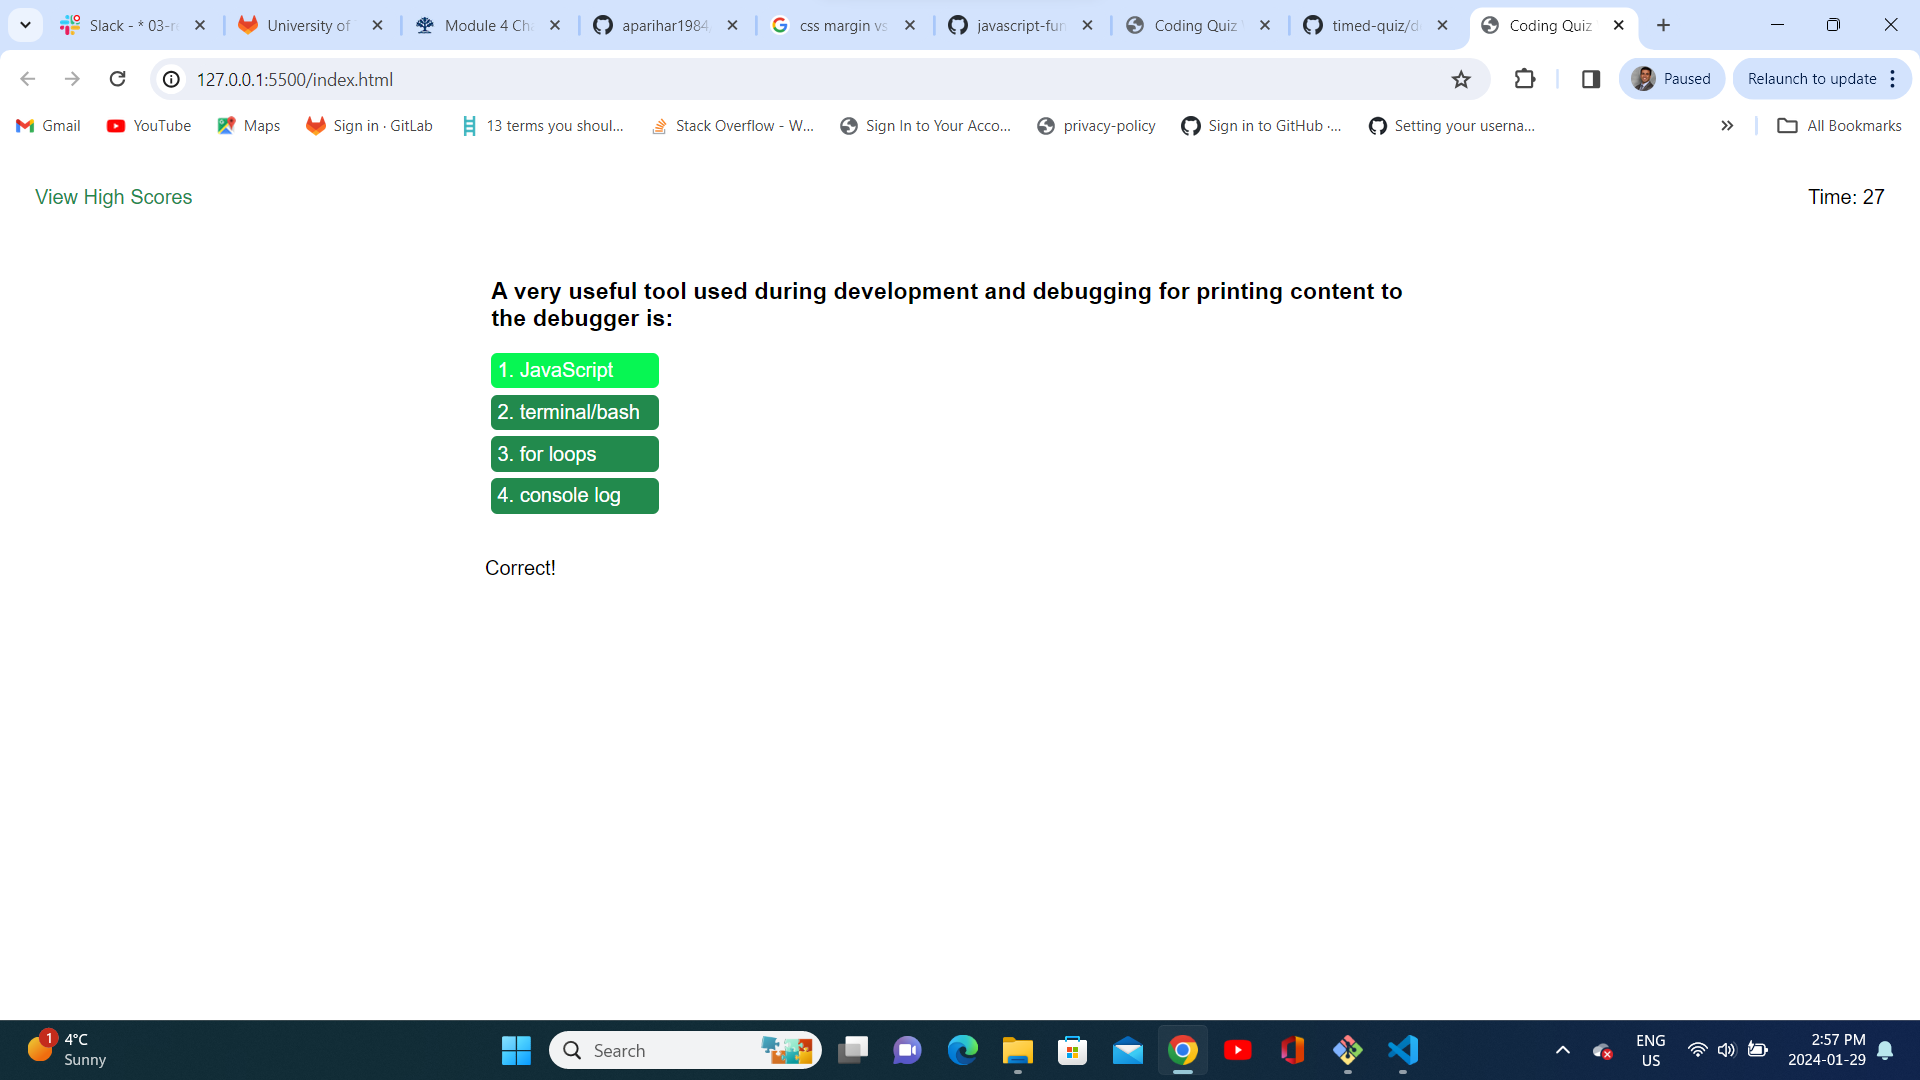 Slack - * 03-r
University of
Module 4 Ch
aparihar1984
css margin vs
javascript-fun
Coding Quiz
timed-quiz/d
Coding Quiz
127.0.0.1:5500/index.html
Paused
Relaunch to update
Gmail
YouTube
Maps
Sign in · GitLab
13 terms you shoul...
Stack Overflow - W...
Sign In to Your Acco...
privacy-policy
Sign in to GitHub ·...
Setting your userna...
All Bookmarks
View High Scores
Time: 27
A very useful tool used during development and debugging for printing content to
the debugger is:
1. JavaScript
2. terminal/bash
3. for loops
4. console log
Correct!
1
4°C
Sunny
Search
ENG
US
2:57 PM
2024-01-29